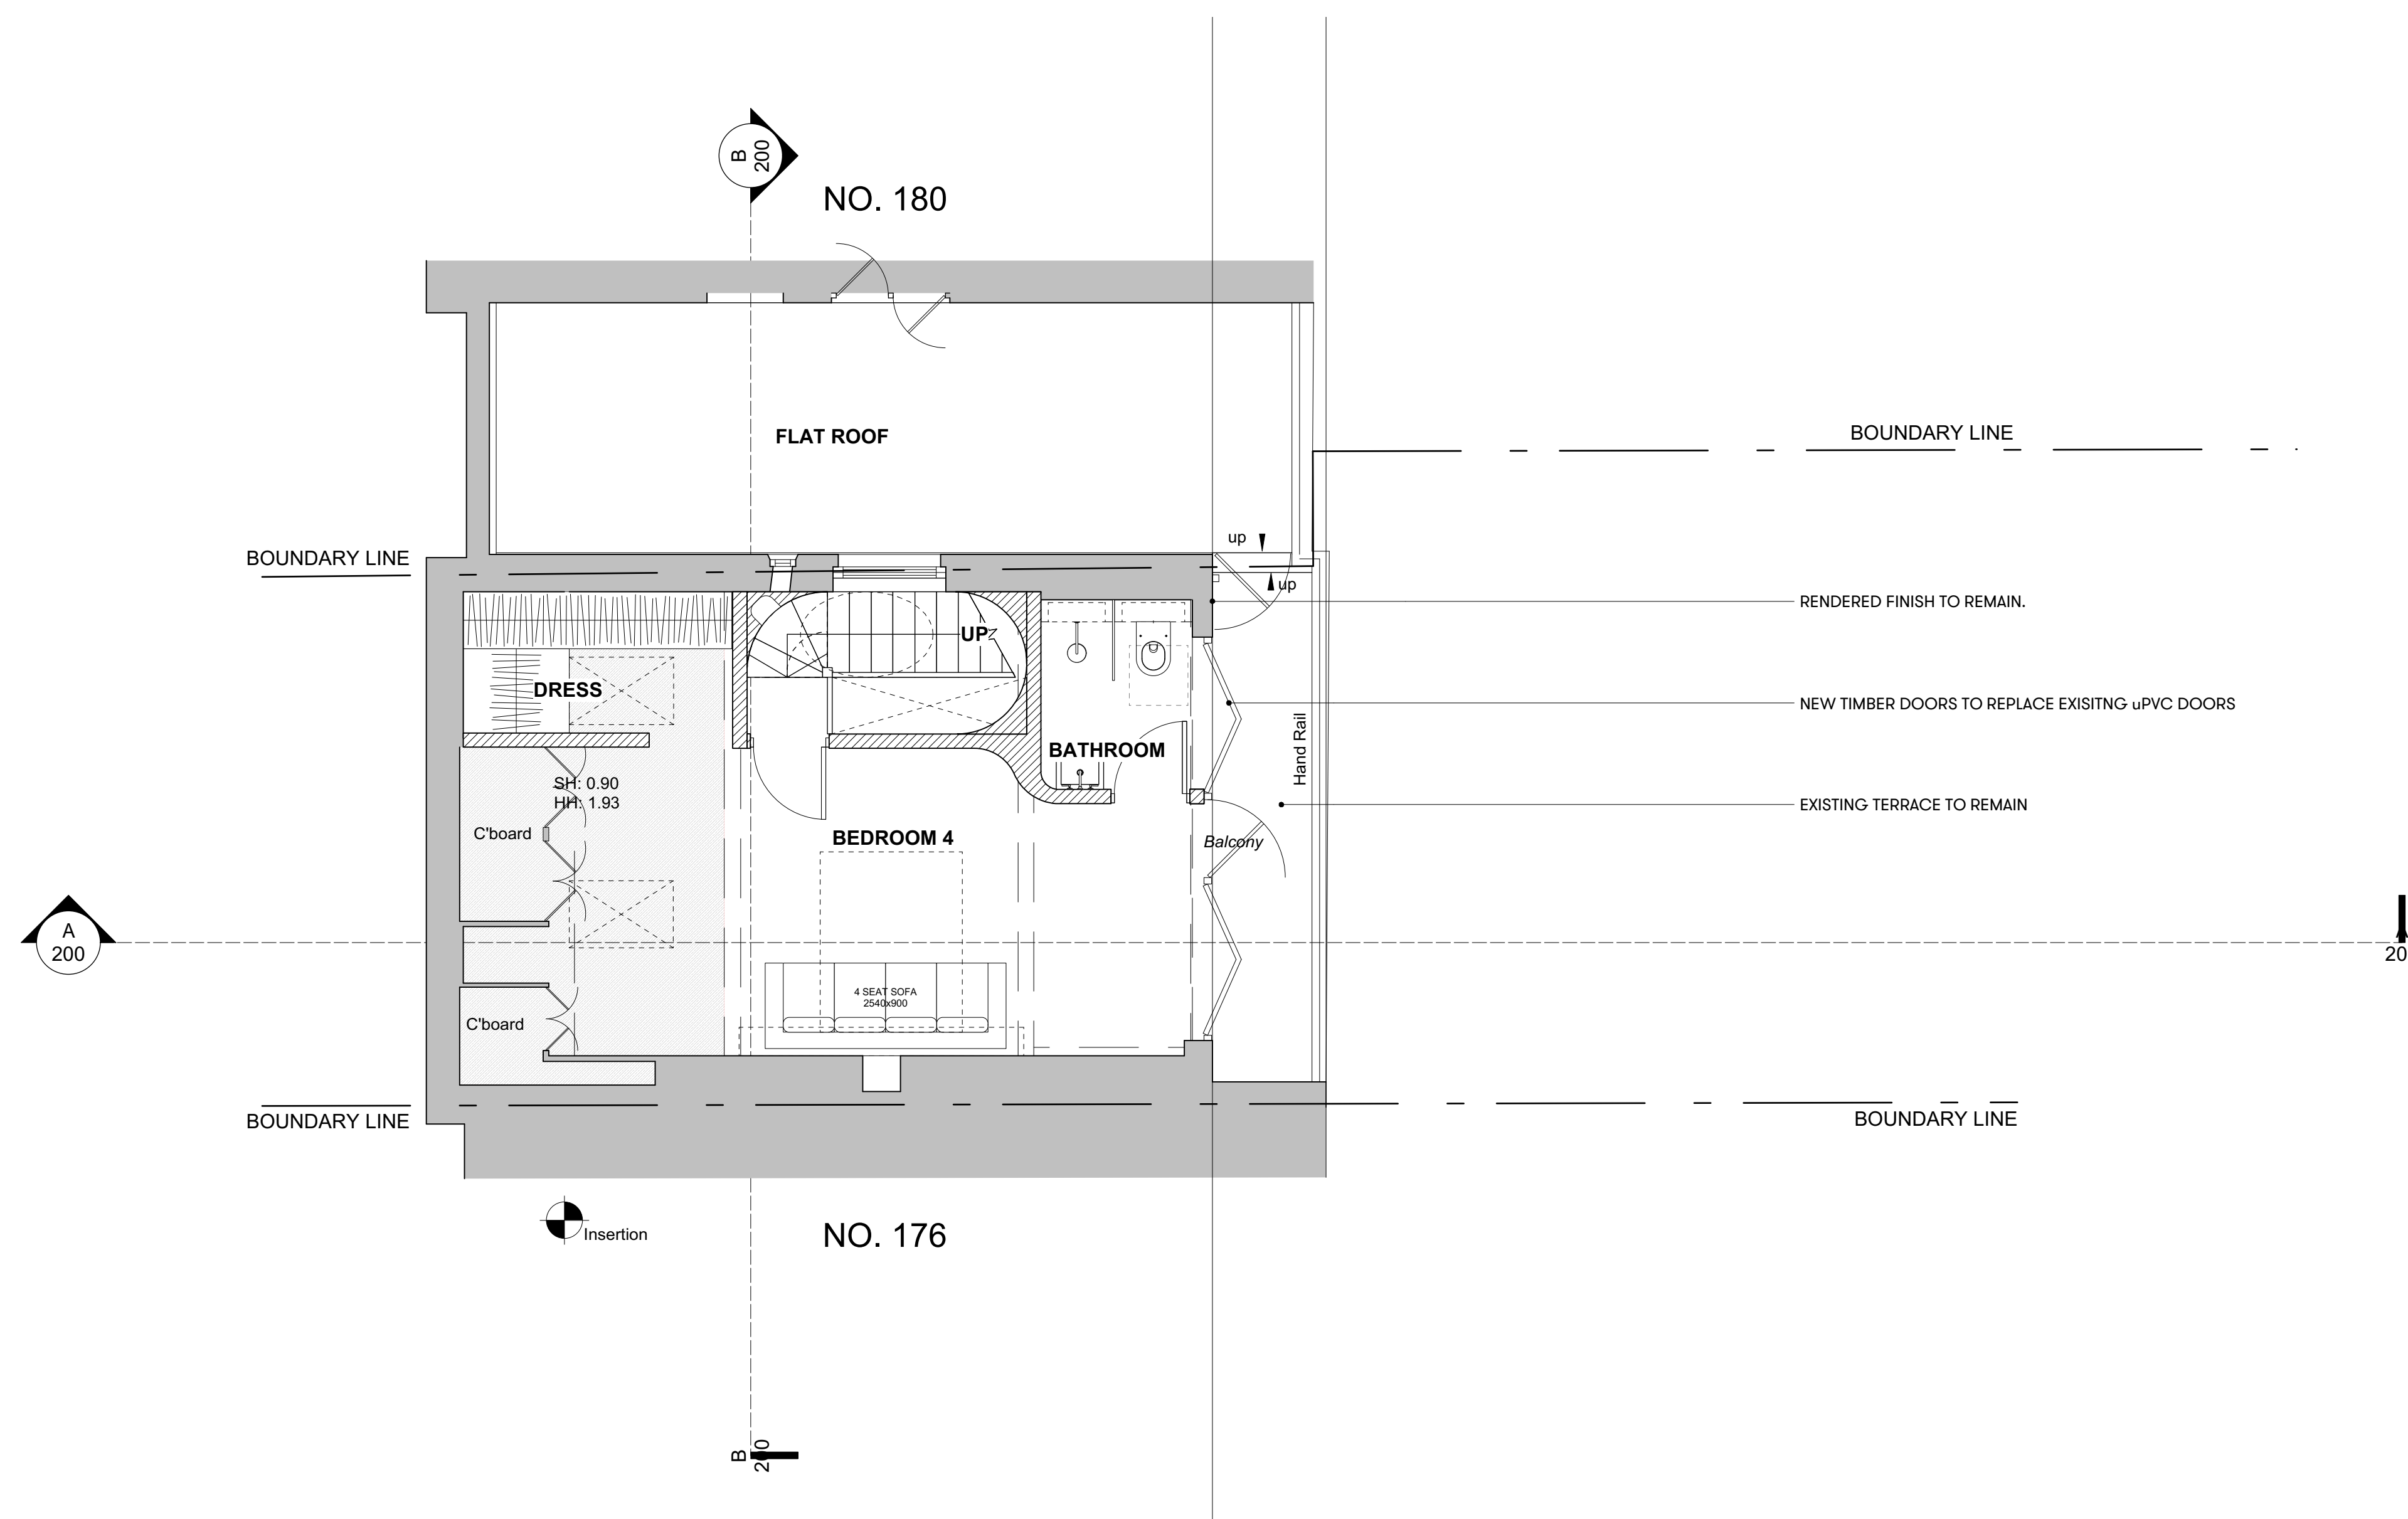 B
200
NO. 180
FLAT ROOF
BOUNDARY LINE
BOUNDARY LINE
up
up
RENDERED FINISH TO REMAIN.
UP
DRESS
NEW TIMBER DOORS TO REPLACE EXISITNG uPVC DOORS
Hand Rail
BATHROOM
SH: 0.90
HH: 1.93
EXISTING TERRACE TO REMAIN
C'board
BEDROOM 4
Balcony
A
200
20
4 SEAT SOFA
2540x900
C'board
BOUNDARY LINE
BOUNDARY LINE
Insertion
NO. 176
B
200